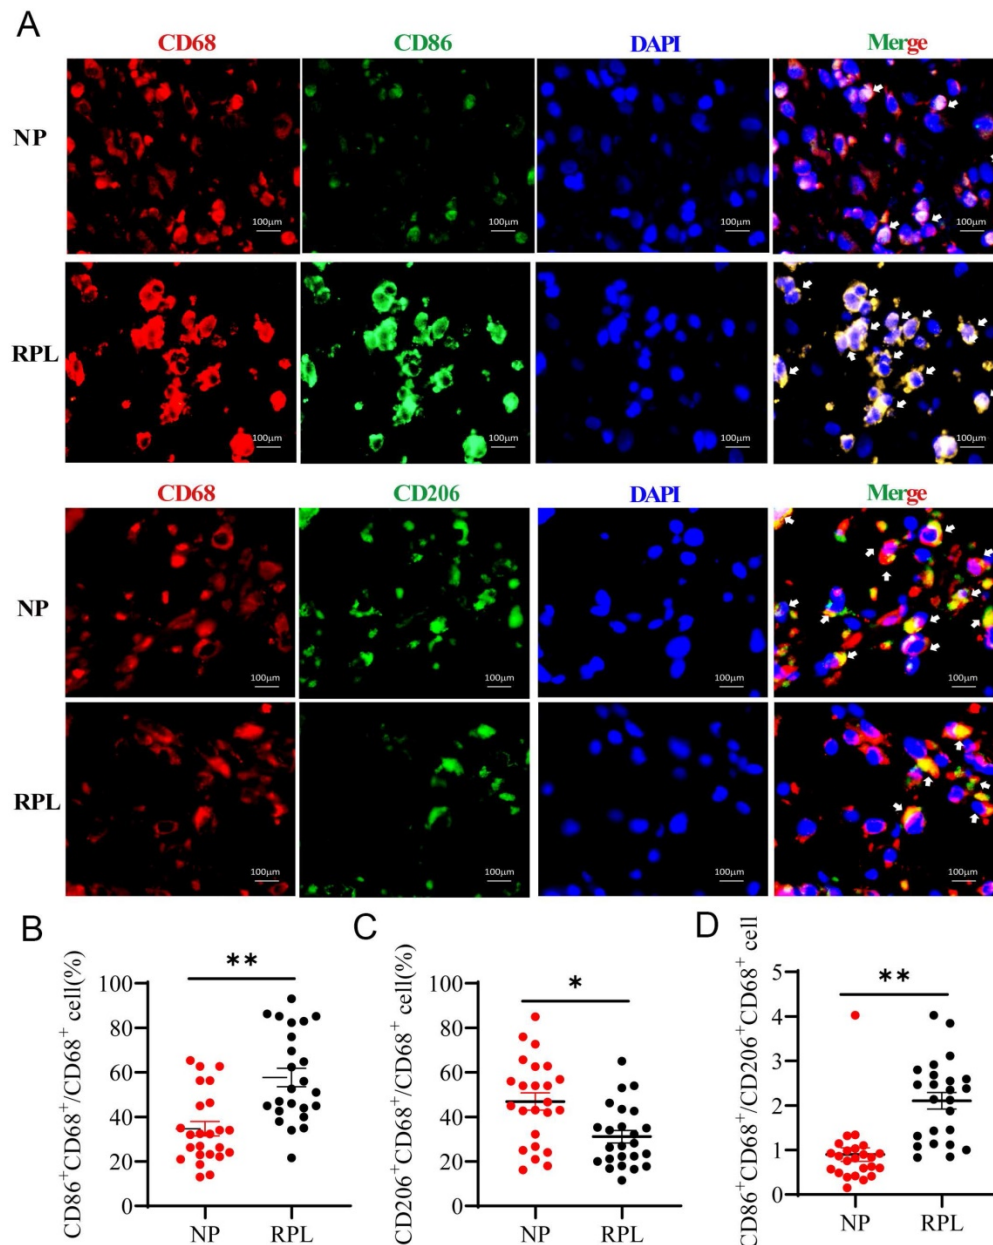 A
CD68 CD86 DAPI Merge
NP
100μm 100μm 100μm 100μm
RPL
100μm 100μm 100μm 100μm
CD68 CD206 DAPI Merge
NP
100μm 100μm 100μm 100μm
RPL
100μm 100μm 100μm 100μm
B
CD86+CD68+/CD68+ cell(%)
**
100
80
60
40
20
0
NP RPL
C
CD206+CD68+/CD68+ cell(%)
*
100
80
60
40
20
0
NP RPL
D
CD86+CD68+/CD206+CD68+ cell
**
5
4
3
2
1
0
NP RPL